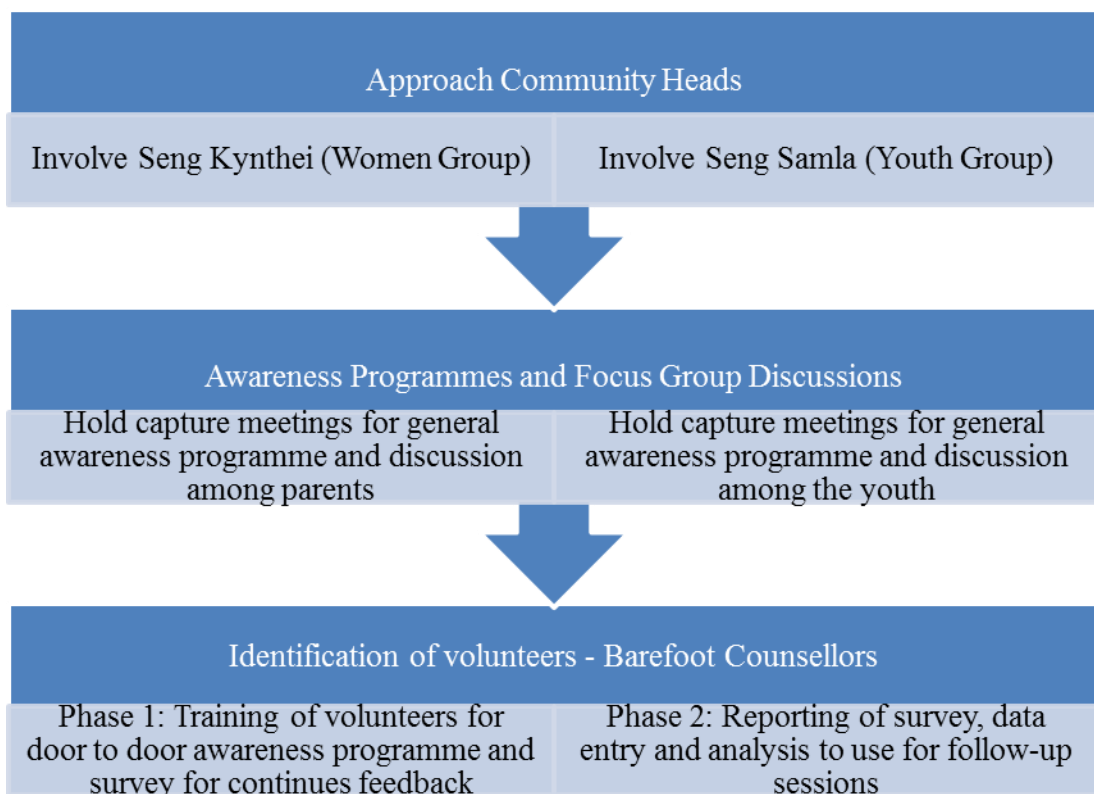 Approach Community Heads
Involve Seng Kynthei (Women Group)
Involve Seng Samla (Youth Group)
Awareness Programmes and Focus Group Discussions
Hold capture meetings for general
awareness programme and discussion
among parents
Hold capture meetings for general
awareness programme and discussion
among the youth
Identification of volunteers - Barefoot Counsellors
Phase 1: Training of volunteers for
door to door awareness programme and
survey for continues feedback
Phase 2: Reporting of survey, data
entry and analysis to use for follow-up
sessions